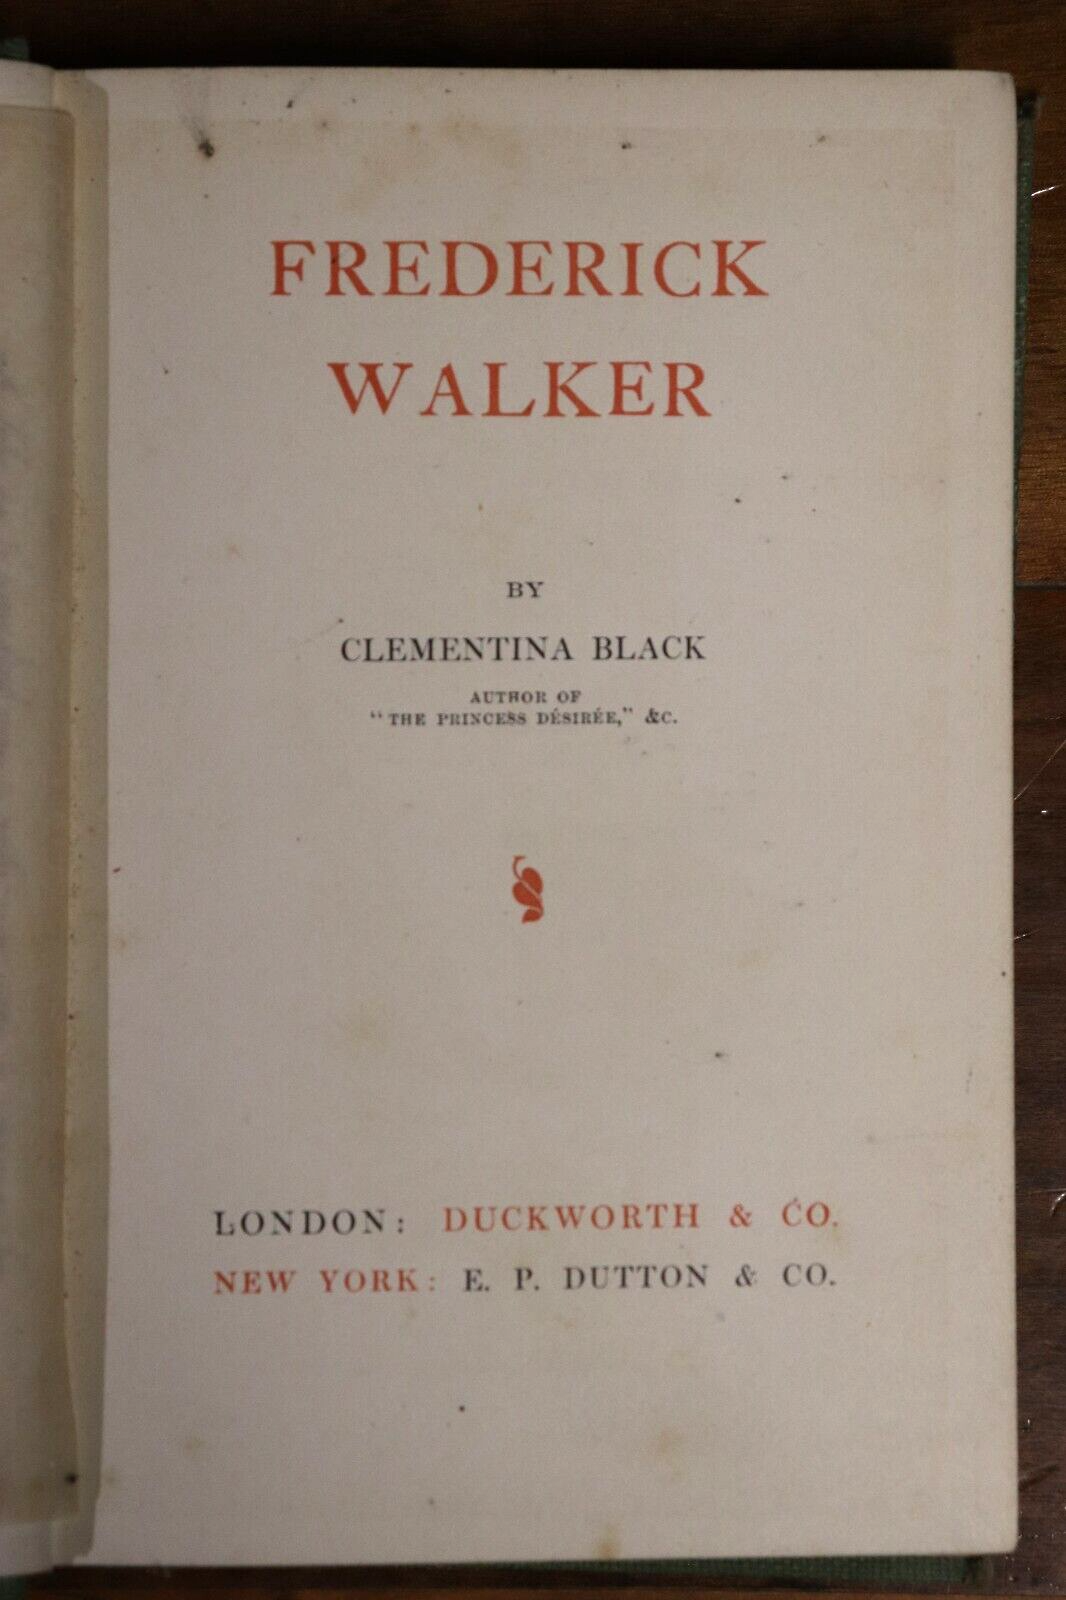 FREDERICK
WALKER
BY
CLEMENTINA BLACK
AUTHOR OF
"THE PRINCESS DÉSIRÉE," &C.
LONDON: DUCKWORTH & CO.
NEW YORK: E. P. DUTTON & CO.